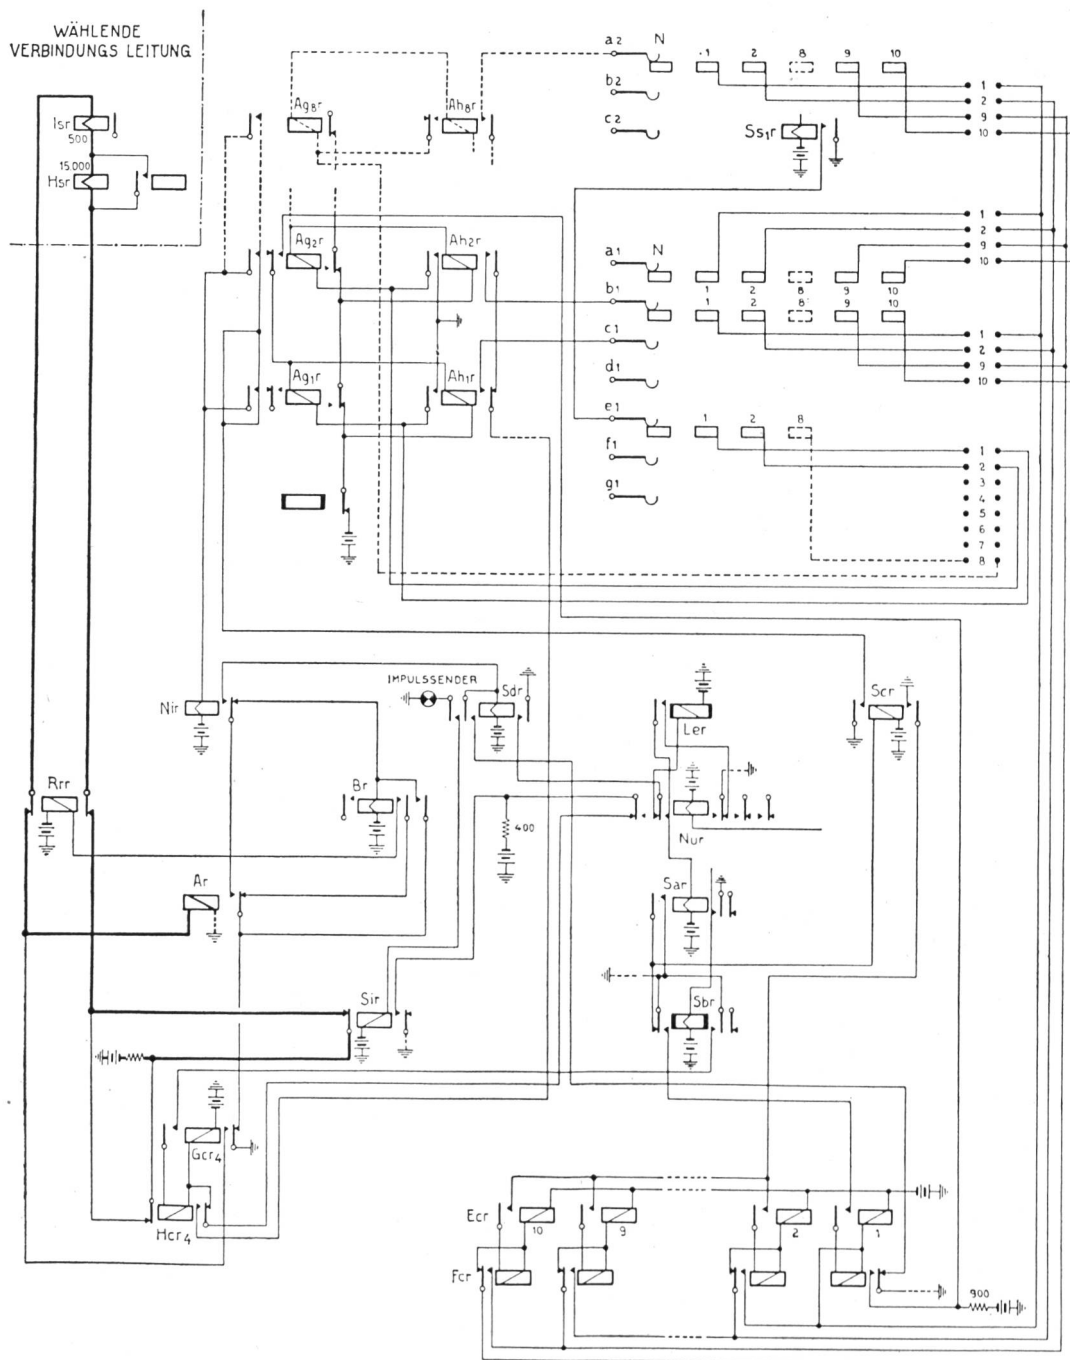 WÄHLENDE
VERBINDUNGS LEITUNG
Isr
500
15.000
Hsr
Ag8r
Ah8r
a2 N .1 2 8 9 10
b2
c2
Ss1r
1
2
9
10
Ag2r
Ah2r
1
2
9
10
a1 N
1 2 8 9 10
b1
1 2 8 9 10
c1
1
2
9
10
d1
Ag1r
Ah1r
e1
1 2 8
f1
g1
1
2
3
4
5
6
7
8
IMPULSSENDER
Nir
Sdr
Ler
Scr
Rrr
Br
400
Nur
Ar
Sar
Sir
Sbr
Gcr4
Hcr4
Ecr
10 9 2 1
Fcr
900